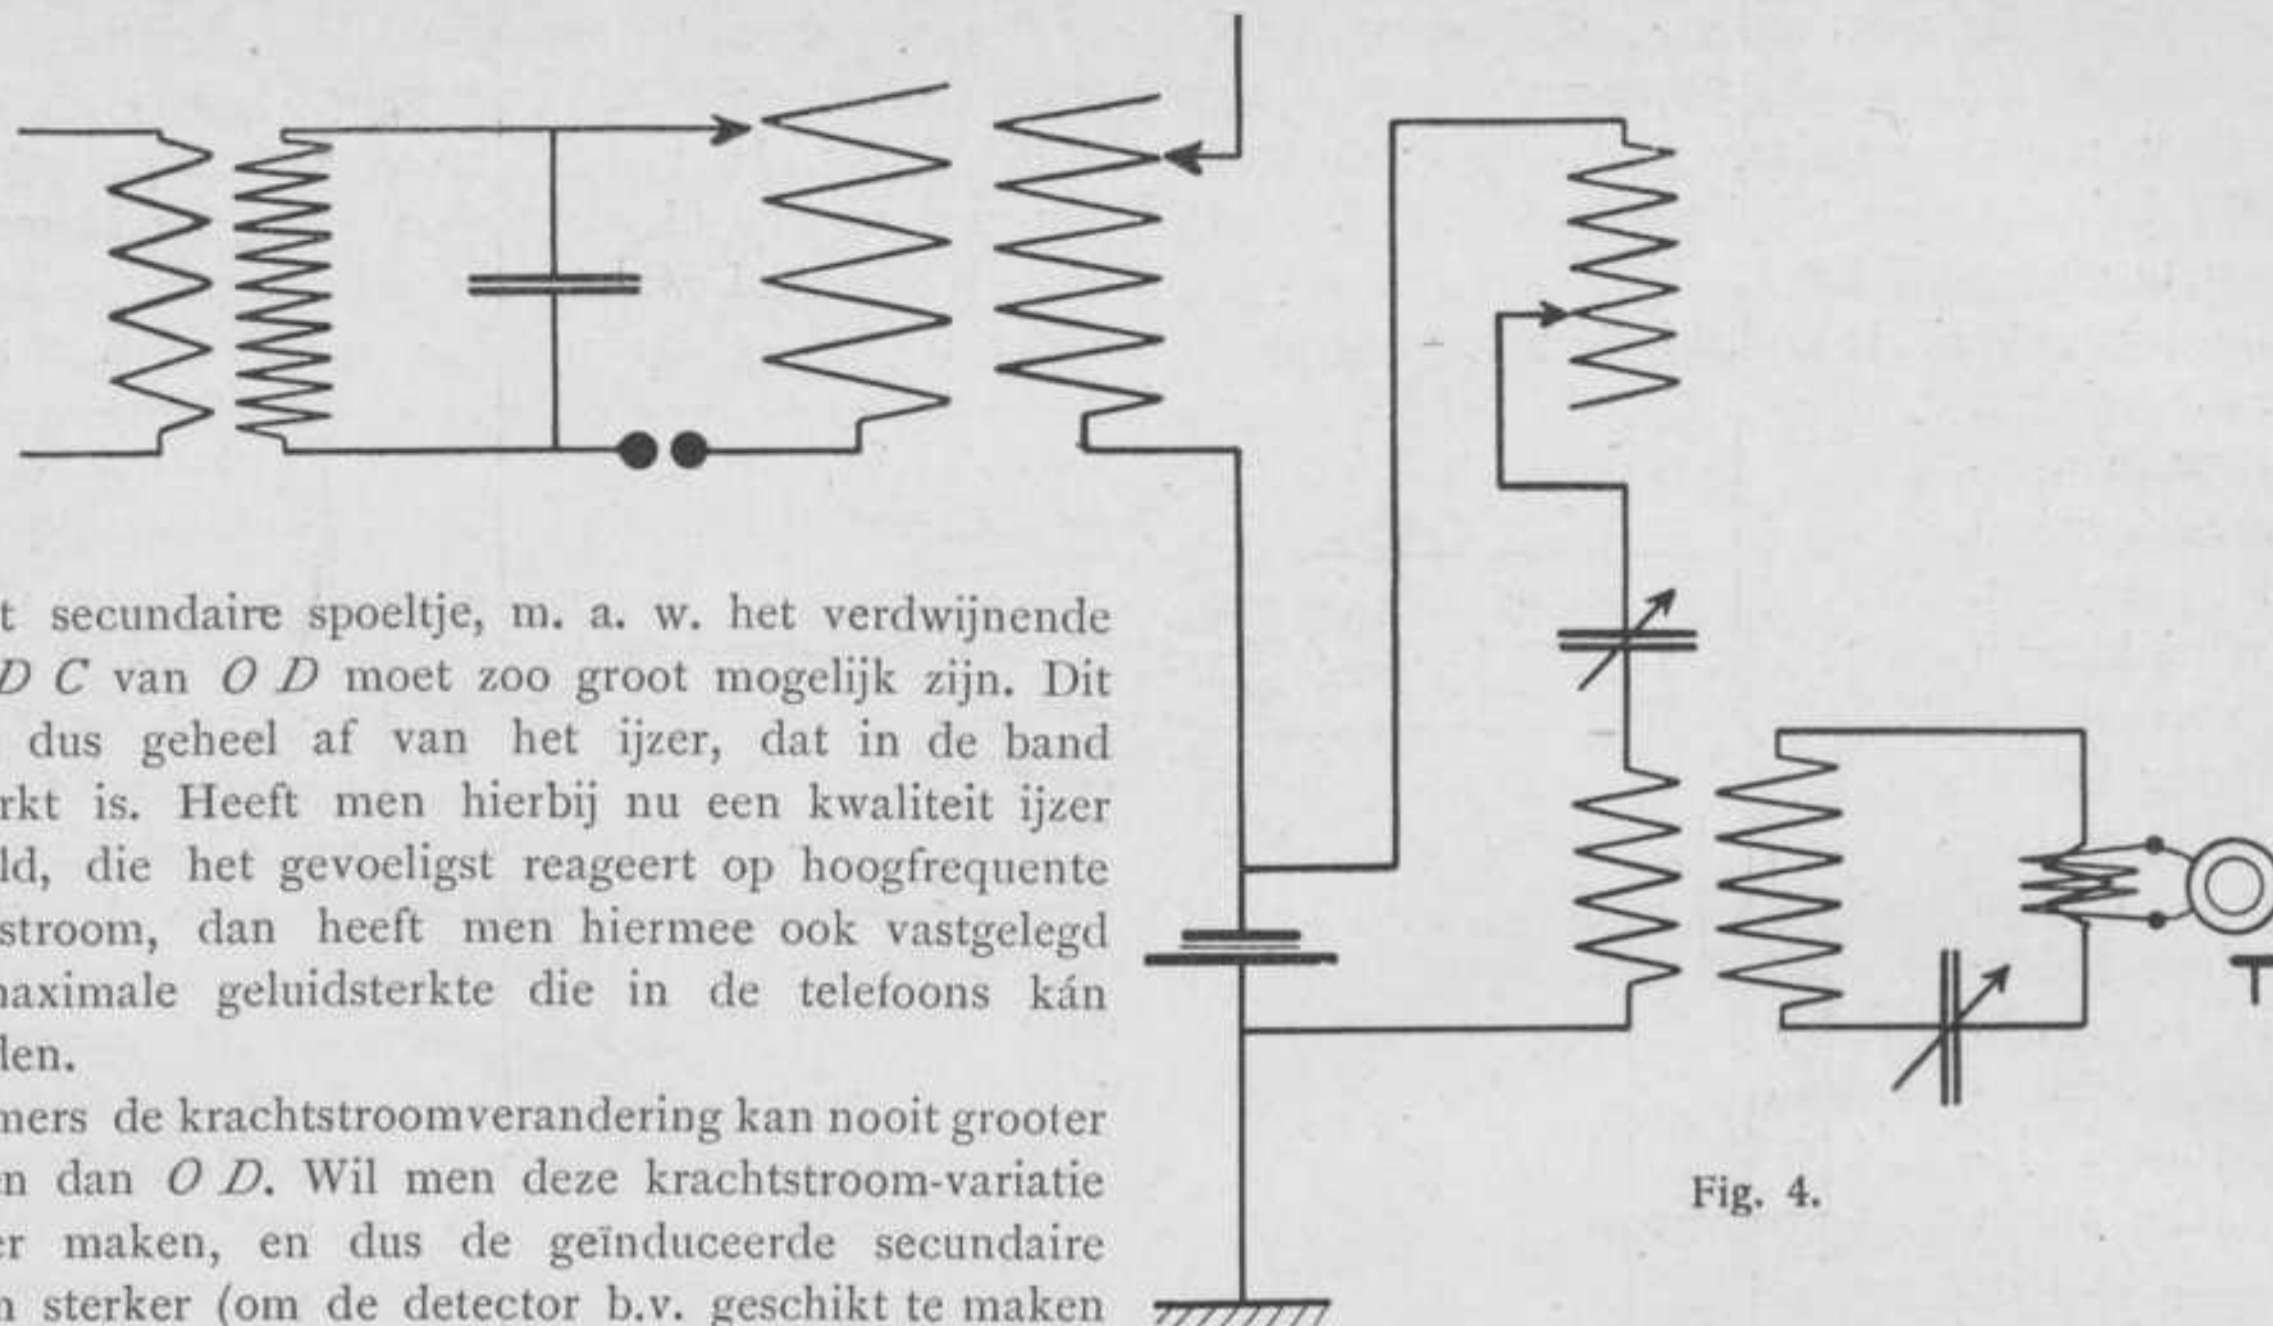 t secundaire spoeltje, m. a. w. het verdwijnende
D C van O D moet zoo groot mogelijk zijn. Dit
dus geheel af van het ijzer, dat in de band
rkt is. Heeft men hierbij nu een kwaliteit ijzer
ld, die het gevoeligst reageert op hoogfrequente
stroom, dan heeft men hiermee ook vastgelegd
naximale geluidsterkte die in de telefoons kán
den.
mers de krachtstroomverandering kan nooit grooter
en dan O D. Wil men deze krachtstroom-variatie
er maken, en dus de geïnduceerde secundaire
n sterker (om de detector b.v. geschikt te maken
T
Fig. 4.